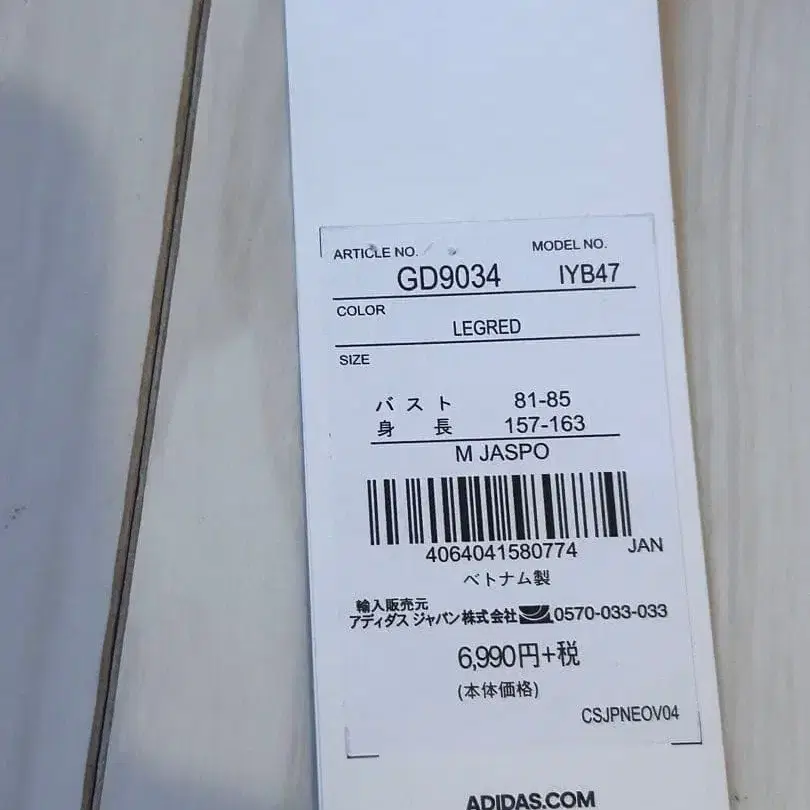 ARTICLE NO. MODEL NO.
GD9034 IYB47
COLOR
LEGRED
SIZE
バスト 81-85
身長 157-163
M JASPO
4064041580774 JAN
ベトナム製
輸入販売元
アディダス ジャパン株式会社 0570-033-033
6,990円+税
(本体価格)
CSJPNEOV04
ADIDAS.COM